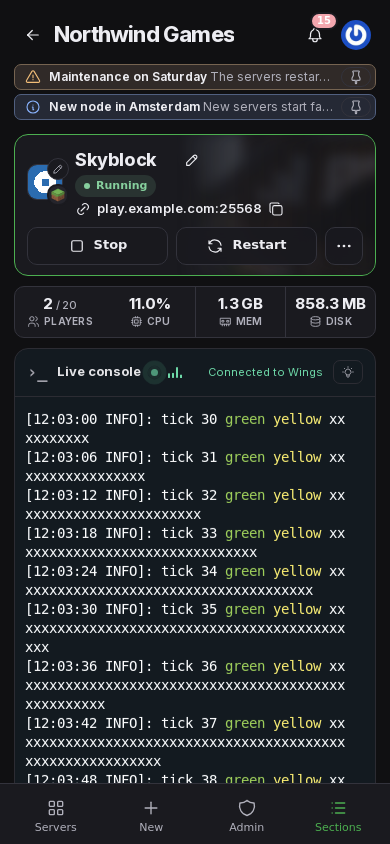 Northwind Games
15
Maintenance on Saturday The servers restar...
New node in Amsterdam New servers start fa...
Skyblock
Running
play.example.com:25568
Stop
Restart
2 / 20
PLAYERS
11.0%
CPU
1.3 GB
MEM
858.3 MB
DISK
Live console
Connected to Wings
[12:03:00 INFO]: tick 30 green yellow xx
xxxxxxxx
[12:03:06 INFO]: tick 31 green yellow xx
xxxxxxxxxxxxxxx
[12:03:12 INFO]: tick 32 green yellow xx
xxxxxxxxxxxxxxxxxxxxxx
[12:03:18 INFO]: tick 33 green yellow xx
xxxxxxxxxxxxxxxxxxxxxxxxxxxxx
[12:03:24 INFO]: tick 34 green yellow xx
xxxxxxxxxxxxxxxxxxxxxxxxxxxxxxxxxxxx
[12:03:30 INFO]: tick 35 green yellow xx
xxxxxxxxxxxxxxxxxxxxxxxxxxxxxxxxxxxxxxxx
xxx
[12:03:36 INFO]: tick 36 green yellow xx
xxxxxxxxxxxxxxxxxxxxxxxxxxxxxxxxxxxxxxxx
xxxxxxxxxx
[12:03:42 INFO]: tick 37 green yellow xx
xxxxxxxxxxxxxxxxxxxxxxxxxxxxxxxxxxxxxxxx
xxxxxxxxxxxxxxxxx
[12:03:48 INFO]: tick 38 green yellow xx
Servers
New
Admin
Sections